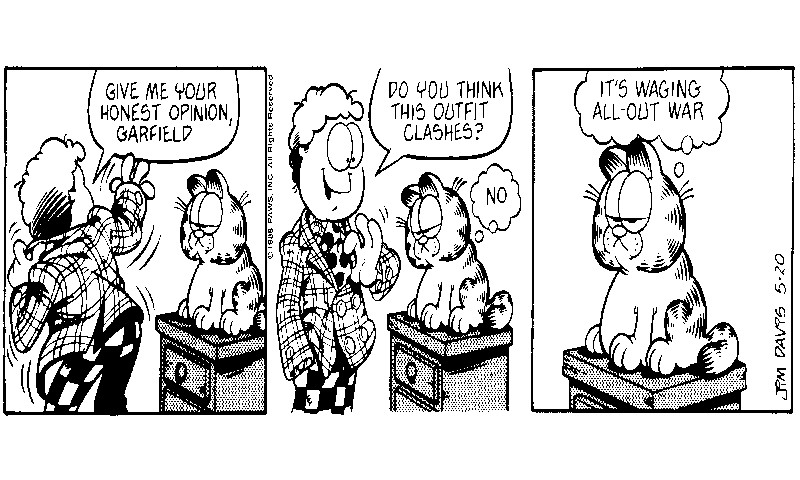 GIVE ME YOUR
HONEST OPINION,
GARFIELD
© 1986 PAWS, INC. All Rights Reserved
DO YOU THINK
THIS OUTFIT
CLASHES?
NO
IT'S WAGING
ALL-OUT WAR
JIM DAVIS 5-20